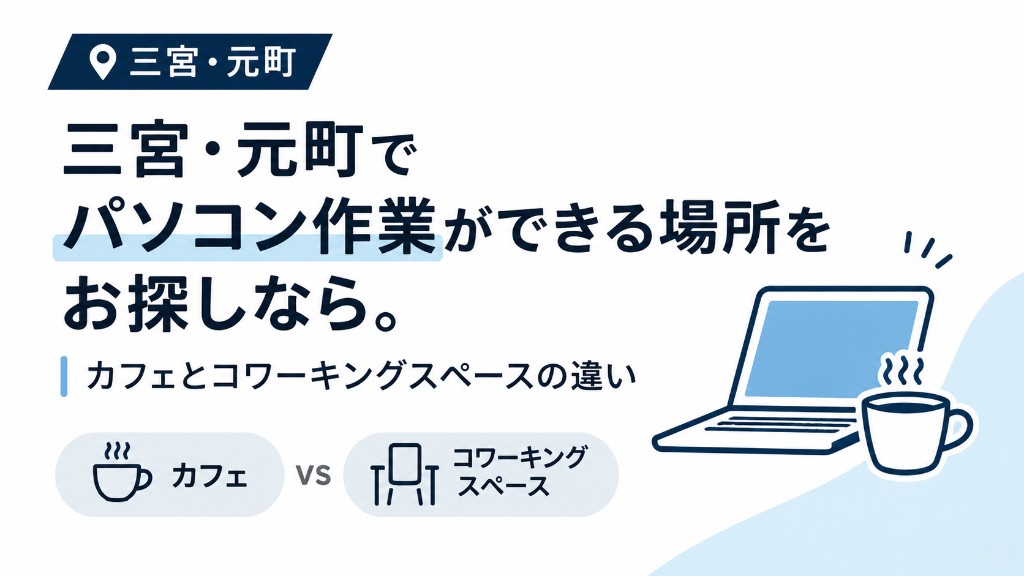 三宮・元町
三宮・元町で
パソコン作業ができる場所を
お探しなら。
カフェとコワーキングスペースの違い
カフェ
VS
コワーキング
スペース